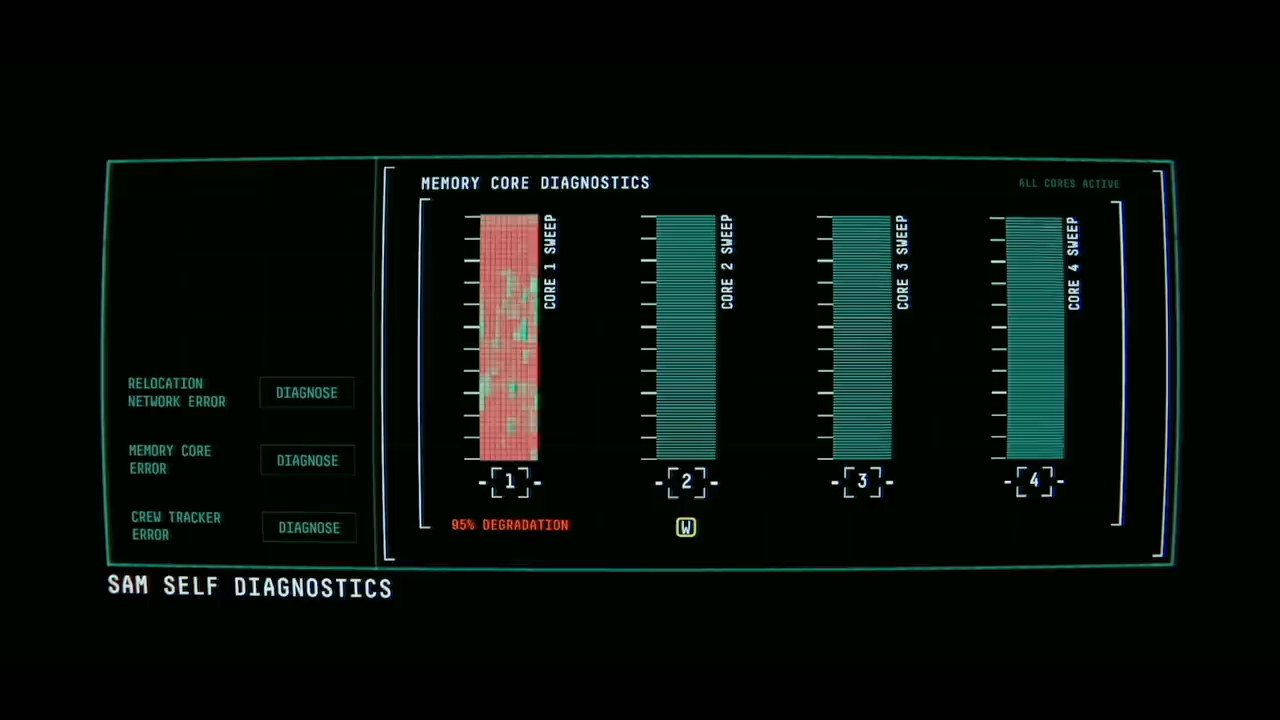 MEMORY CORE DIAGNOSTICS
ALL CORES ACTIVE
CORE 1 SWEEP
CORE 2 SWEEP
CORE 3 SWEEP
CORE 4 SWEEP
RELOCATION
NETWORK ERROR
DIAGNOSE
MEMORY CORE
ERROR
DIAGNOSE
CREW TRACKER
ERROR
DIAGNOSE
1
2
3
4
95% DEGRADATION
W
SAM SELF DIAGNOSTICS